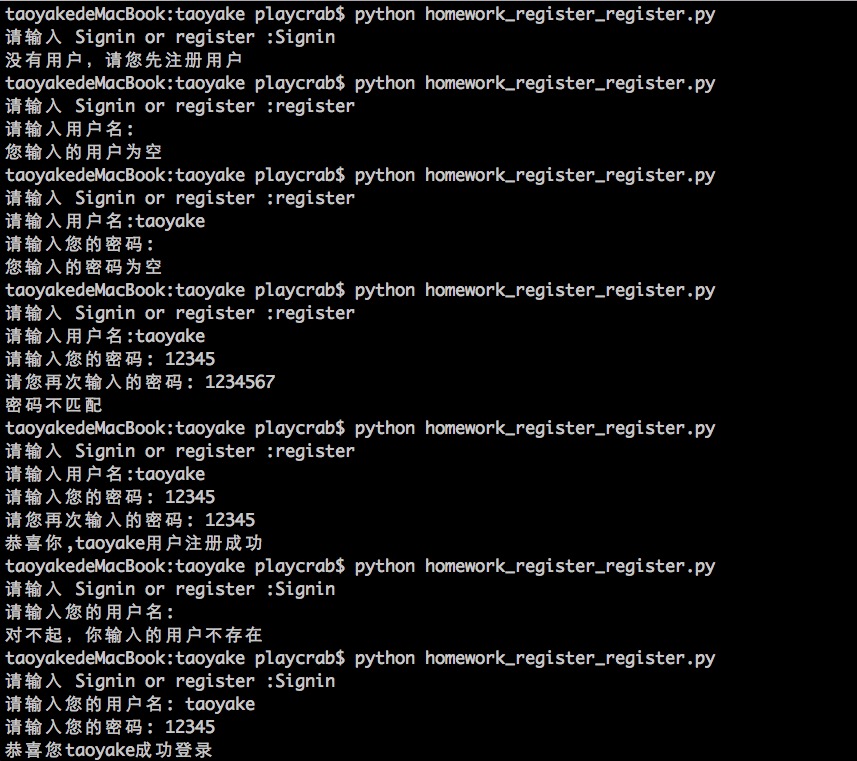 taoyakedeMacBook:taoyake playcrab$ python homework_register_register.py
请输入 Signin or register :Signin
没有用户，请您先注册用户
taoyakedeMacBook:taoyake playcrab$ python homework_register_register.py
请输入 Signin or register :register
请输入用户名:
您输入的用户为空
taoyakedeMacBook:taoyake playcrab$ python homework_register_register.py
请输入 Signin or register :register
请输入用户名:taoyake
请输入您的密码:
您输入的密码为空
taoyakedeMacBook:taoyake playcrab$ python homework_register_register.py
请输入 Signin or register :register
请输入用户名:taoyake
请输入您的密码: 12345
请您再次输入的密码: 1234567
密码不匹配
taoyakedeMacBook:taoyake playcrab$ python homework_register_register.py
请输入 Signin or register :register
请输入用户名:taoyake
请输入您的密码: 12345
请您再次输入的密码: 12345
恭喜你,taoyake用户注册成功
taoyakedeMacBook:taoyake playcrab$ python homework_register_register.py
请输入 Signin or register :Signin
请输入您的用户名:
对不起，你输入的用户不存在
taoyakedeMacBook:taoyake playcrab$ python homework_register_register.py
请输入 Signin or register :Signin
请输入您的用户名: taoyake
请输入您的密码: 12345
恭喜您taoyake成功登录